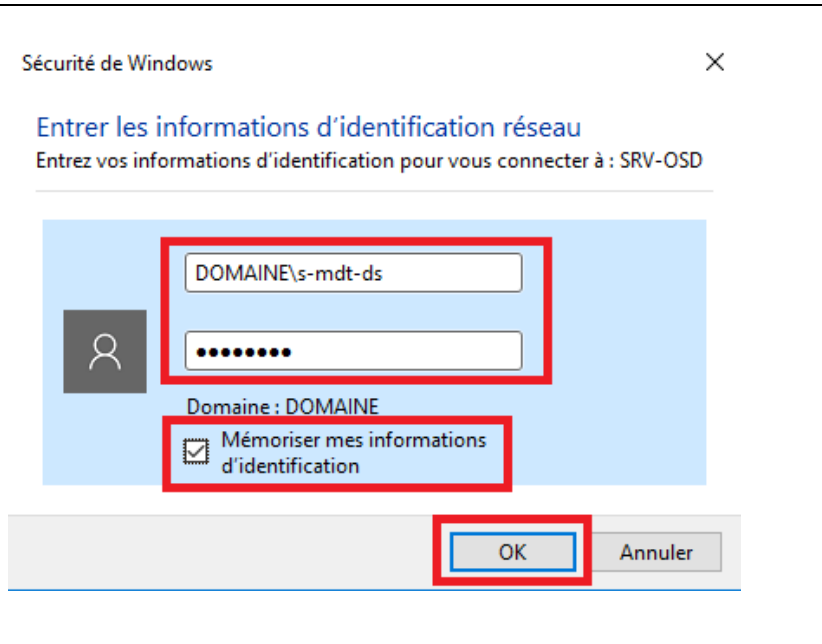 Sécurité de Windows
Entrer les informations d’identification réseau
Entrez vos informations d’identification pour vous connecter à : SRV-OSD
DOMAINE\s-mdt-ds
••••••••
Domaine : DOMAINE
Mémoriser mes informations
d’identification
OK
Annuler